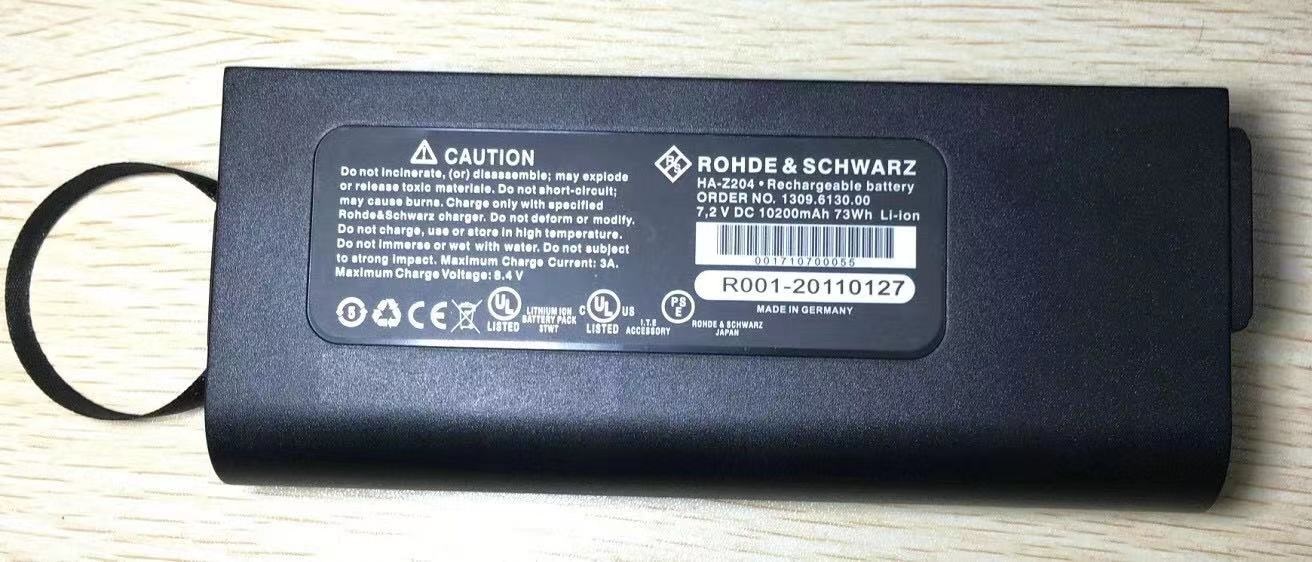 CAUTION
Do not incinerate, (or) disassemble; may explode
or release toxic materials. Do not short-circuit;
may cause burns. Charge only with specified
Rohde&Schwarz charger. Do not deform or modify.
Do not charge, use or store in high temperature.
Do not immerse or wet with water. Do not subject
to strong impact. Maximum Charge Current: 3A.
Maximum Charge Voltage: 8.4 V
UL
LISTED
LITHIUM ION
BATTERY PACK
5TWT
C UL US
LISTED
I.T.E
ACCESSORY
PS
E
ROHDE & SCHWARZ
JAPAN
R&S
ROHDE & SCHWARZ
HA-Z204 • Rechargeable battery
ORDER NO. 1309.6130.00
7,2 V DC 10200mAh 73Wh Li-ion
001710700055
R001-20110127
MADE IN GERMANY